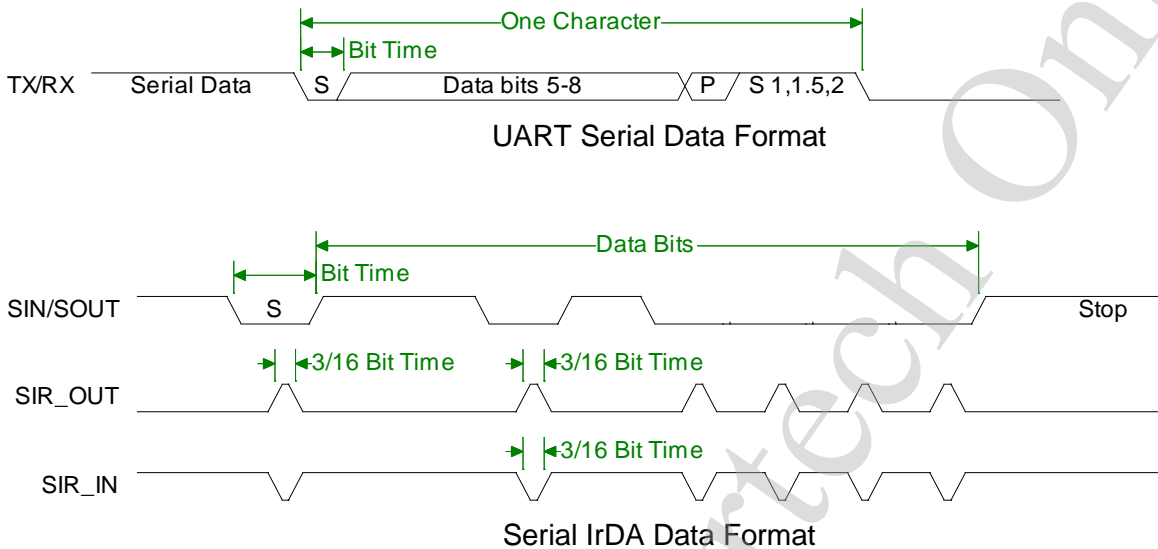 One Character
Bit Time
TX/RX Serial Data S Data bits 5-8 P S 1,1.5,2
UART Serial Data Format
Data Bits
Bit Time
SIN/SOUT S Stop
3/16 Bit Time 3/16 Bit Time
SIR_OUT
3/16 Bit Time
SIR_IN
Serial IrDA Data Format